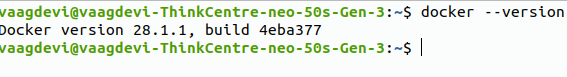 vaagdevi@vaagdevi-ThinkCentre-neo-50s-Gen-3:~$ docker --version
Docker version 28.1.1, build 4eba377
vaagdevi@vaagdevi-ThinkCentre-neo-50s-Gen-3:~$